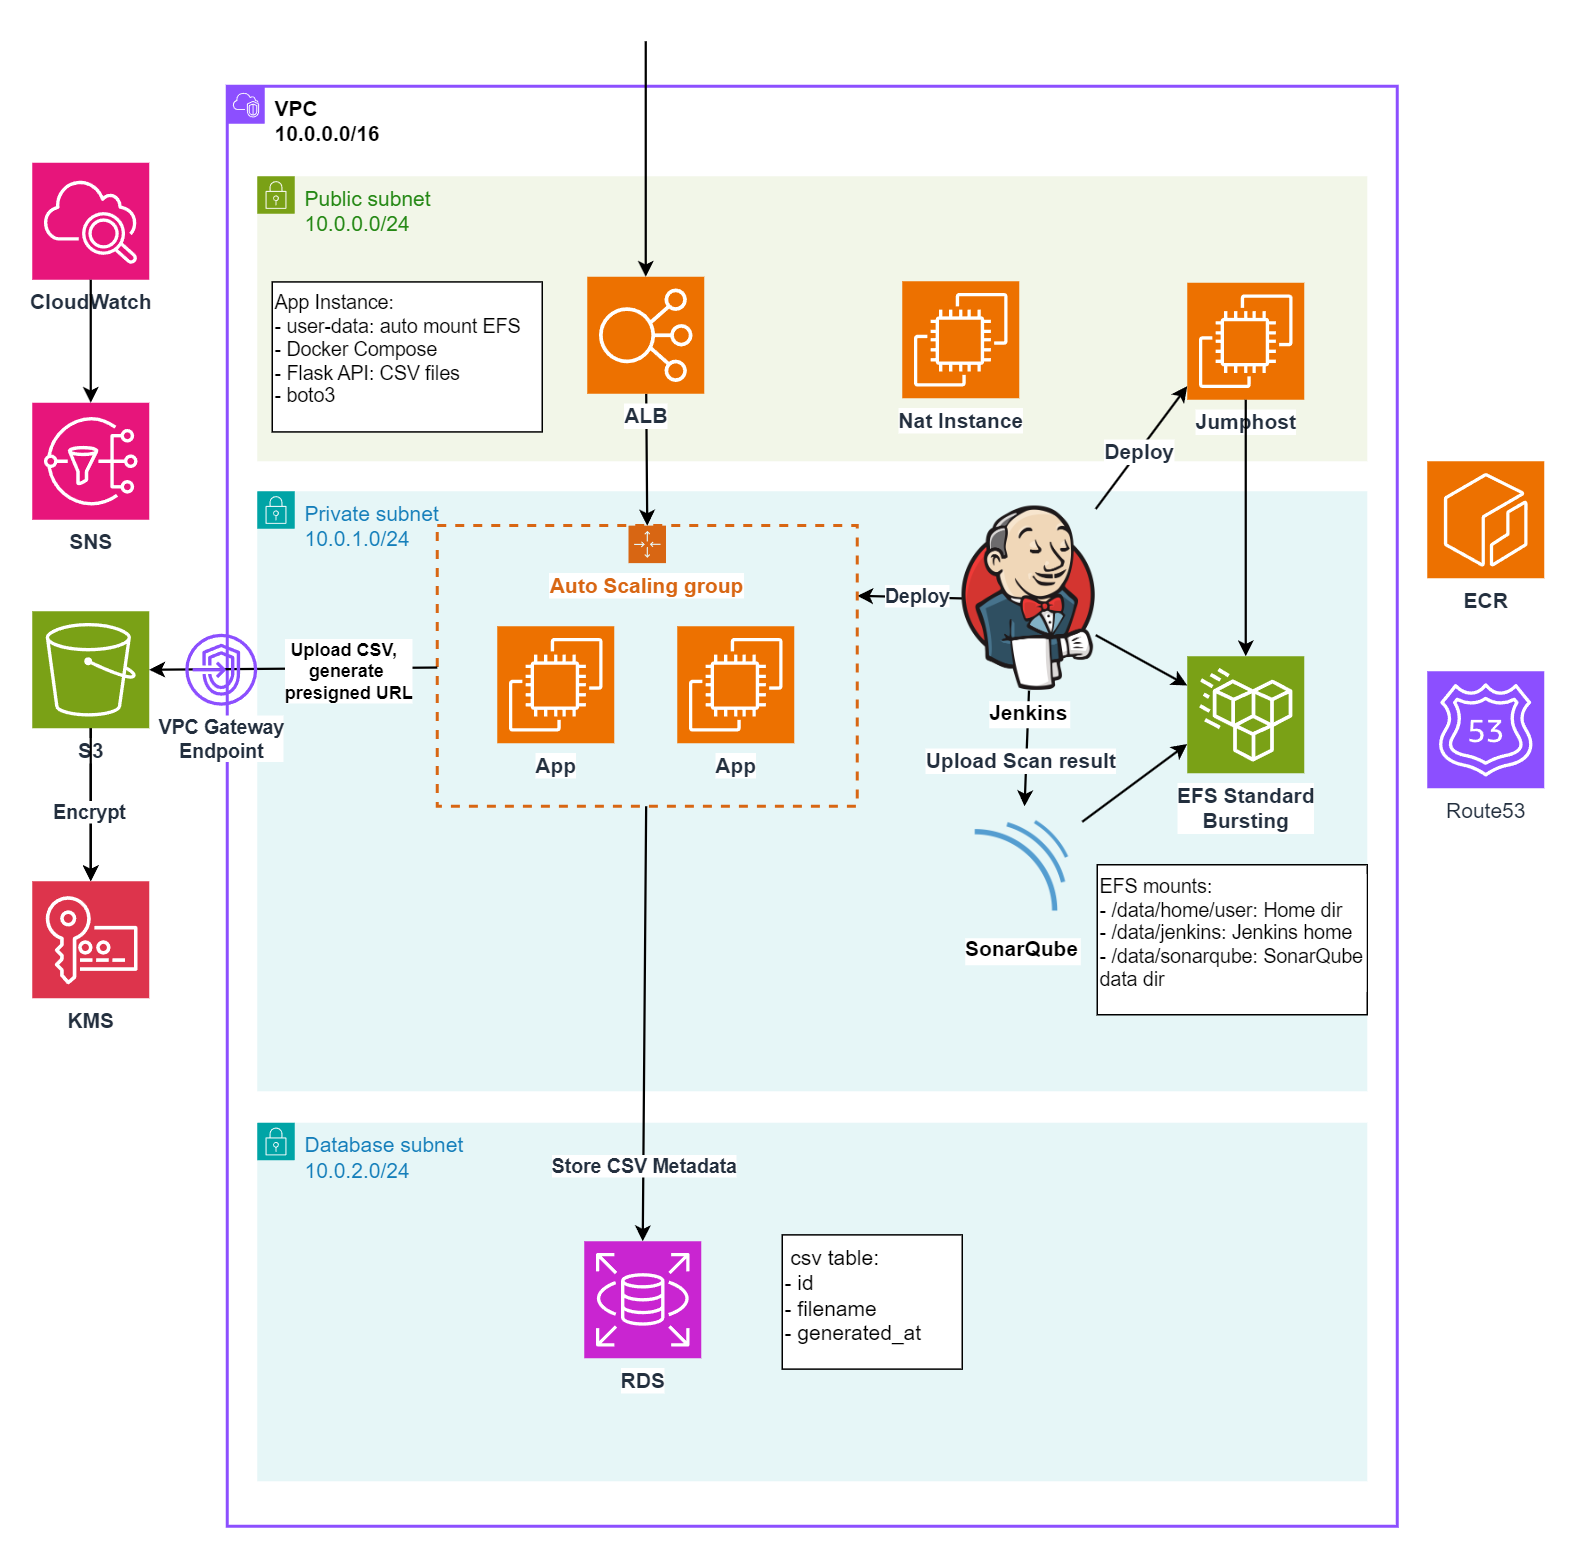 VPC
10.0.0.0/16
Public subnet
10.0.0.0/24
CloudWatch
App Instance:
- user-data: auto mount EFS
- Docker Compose
- Flask API: CSV files
- boto3
ALB
Nat Instance
Jumphost
Deploy
SNS
Private subnet
10.0.1.0/24
Auto Scaling group
Deploy
ECR
Upload CSV,
generate
presigned URL
VPC Gateway
Endpoint
S3
App
App
Jenkins
Upload Scan result
53
Route53
Encrypt
EFS Standard
Bursting
EFS mounts:
- /data/home/user: Home dir
- /data/jenkins: Jenkins home
- /data/sonarqube: SonarQube
data dir
SonarQube
KMS
Database subnet
10.0.2.0/24
Store CSV Metadata
csv table:
- id
- filename
- generated_at
RDS